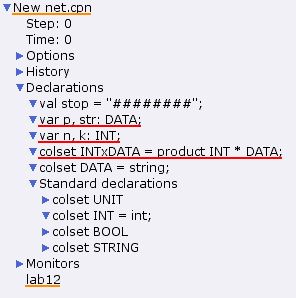 New net.cpn
Step: 0
Time: 0
Options
History
Declarations
val stop = "########";
var p, str: DATA;
var n, k: INT;
colset INTxDATA = product INT * DATA;
colset DATA = string;
Standard declarations
colset UNIT
colset INT = int;
colset BOOL
colset STRING
Monitors
lab12